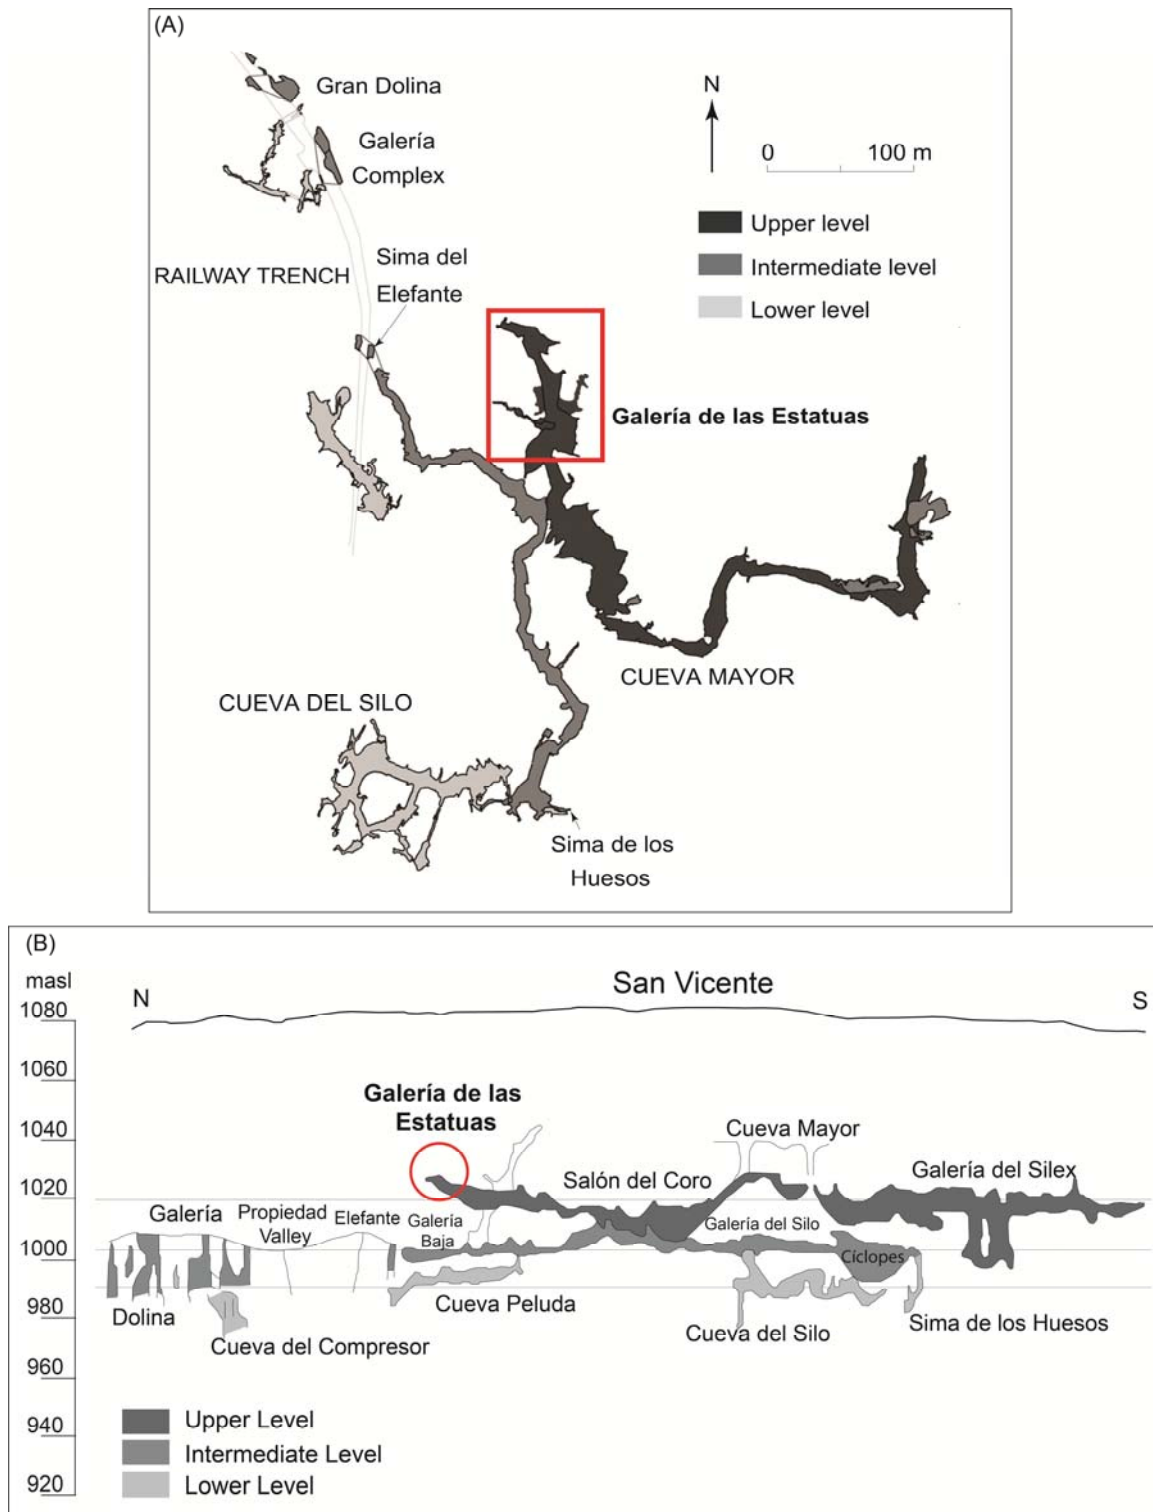 (A)
Gran Dolina
Galería
Complex
N
0 100 m
Upper level
Intermediate level
Lower level
Sima del
Elefante
RAILWAY TRENCH
Galería de las Estatuas
CUEVA MAYOR
CUEVA DEL SILO
Sima de los
Huesos
(B)
masl
N
San Vicente
S
1080
1060
Galería de las
Estatuas
1040
Cueva Mayor
Salón del Coro
Galería del Silex
1020
Galería
Propiedad
Valley
Elefante
Galería
Baja
Galería del Silo
1000
Cíclopes
980
Dolina
Cueva Peluda
Cueva del Compresor
Cueva del Silo
Sima de los Huesos
960
940
920
Upper Level
Intermediate Level
Lower Level